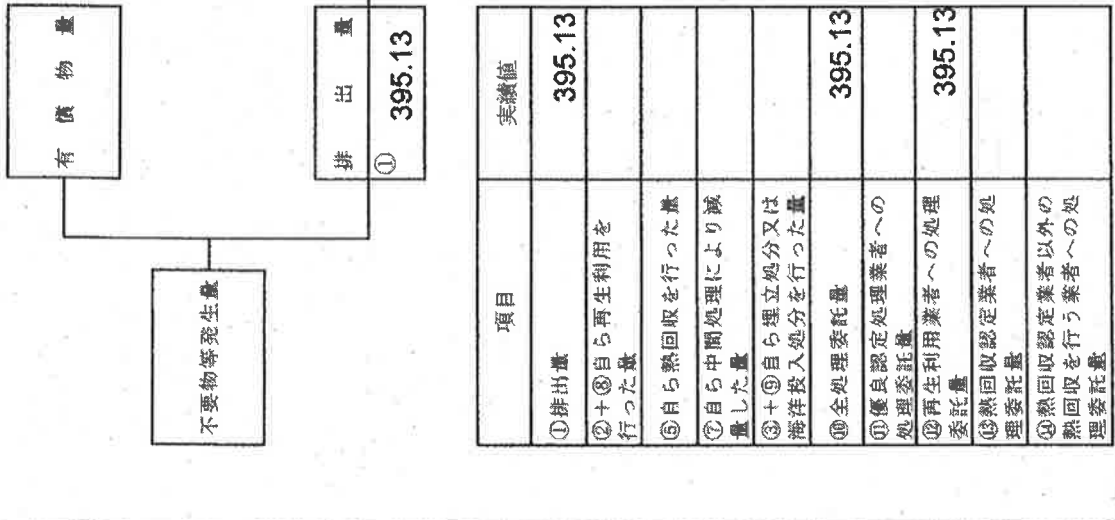 有償物量
不要物等発生量
排出量
①
395.13
項目
実績値
①排出量
395.13
②+⑧自ら再生利用を
行った量
⑤自ら熱回収を行った量
⑦自ら中間処理により減
量した量
③+⑨自ら埋立処分又は
海洋投入処分を行った量
⑩全処理委託量
395.13
⑪優良認定処理業者への
処理委託量
⑫再生利用業者への処理
委託量
395.13
⑬熱回収認定業者への処
理委託量
⑭熱回収認定業者以外の
熱回収を行う業者への処
理委託量